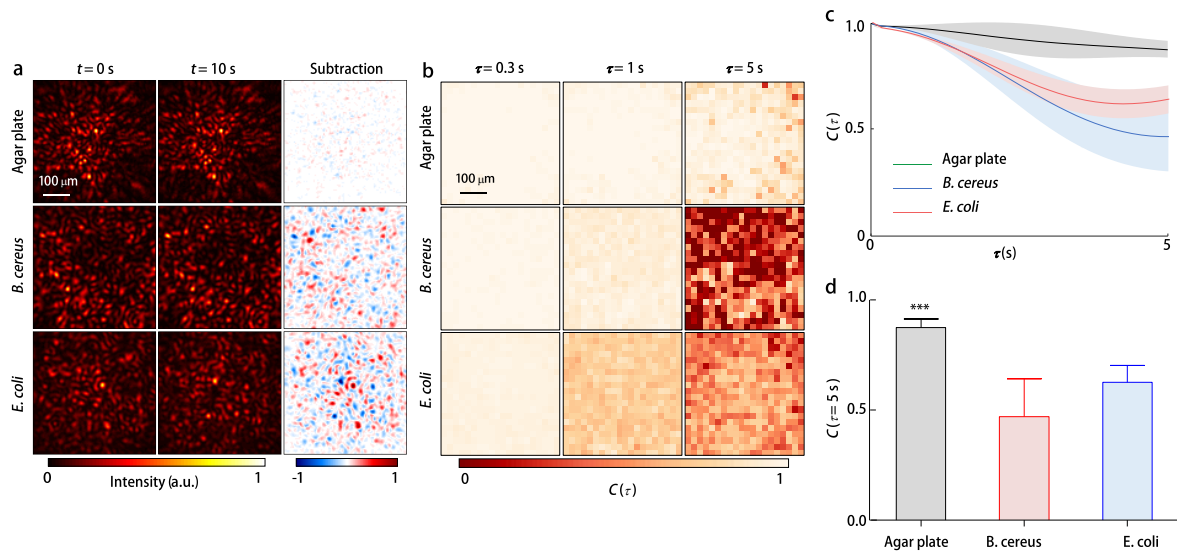 a
t = 0 s
t = 10 s
Subtraction
Agar plate
100 μm
B. cereus
E. coli
0
Intensity (a.u.)
1
-1
1
b
τ = 0.3 s
τ = 1 s
τ = 5 s
Agar plate
100 μm
B. cereus
E. coli
0
C (τ)
1
c
1.0
0.5
C (τ)
Agar plate
B. cereus
E. coli
0
τ (s)
5
d
1.0
***
0.5
C (τ = 5 s)
0.0
Agar plate
B. cereus
E. coli